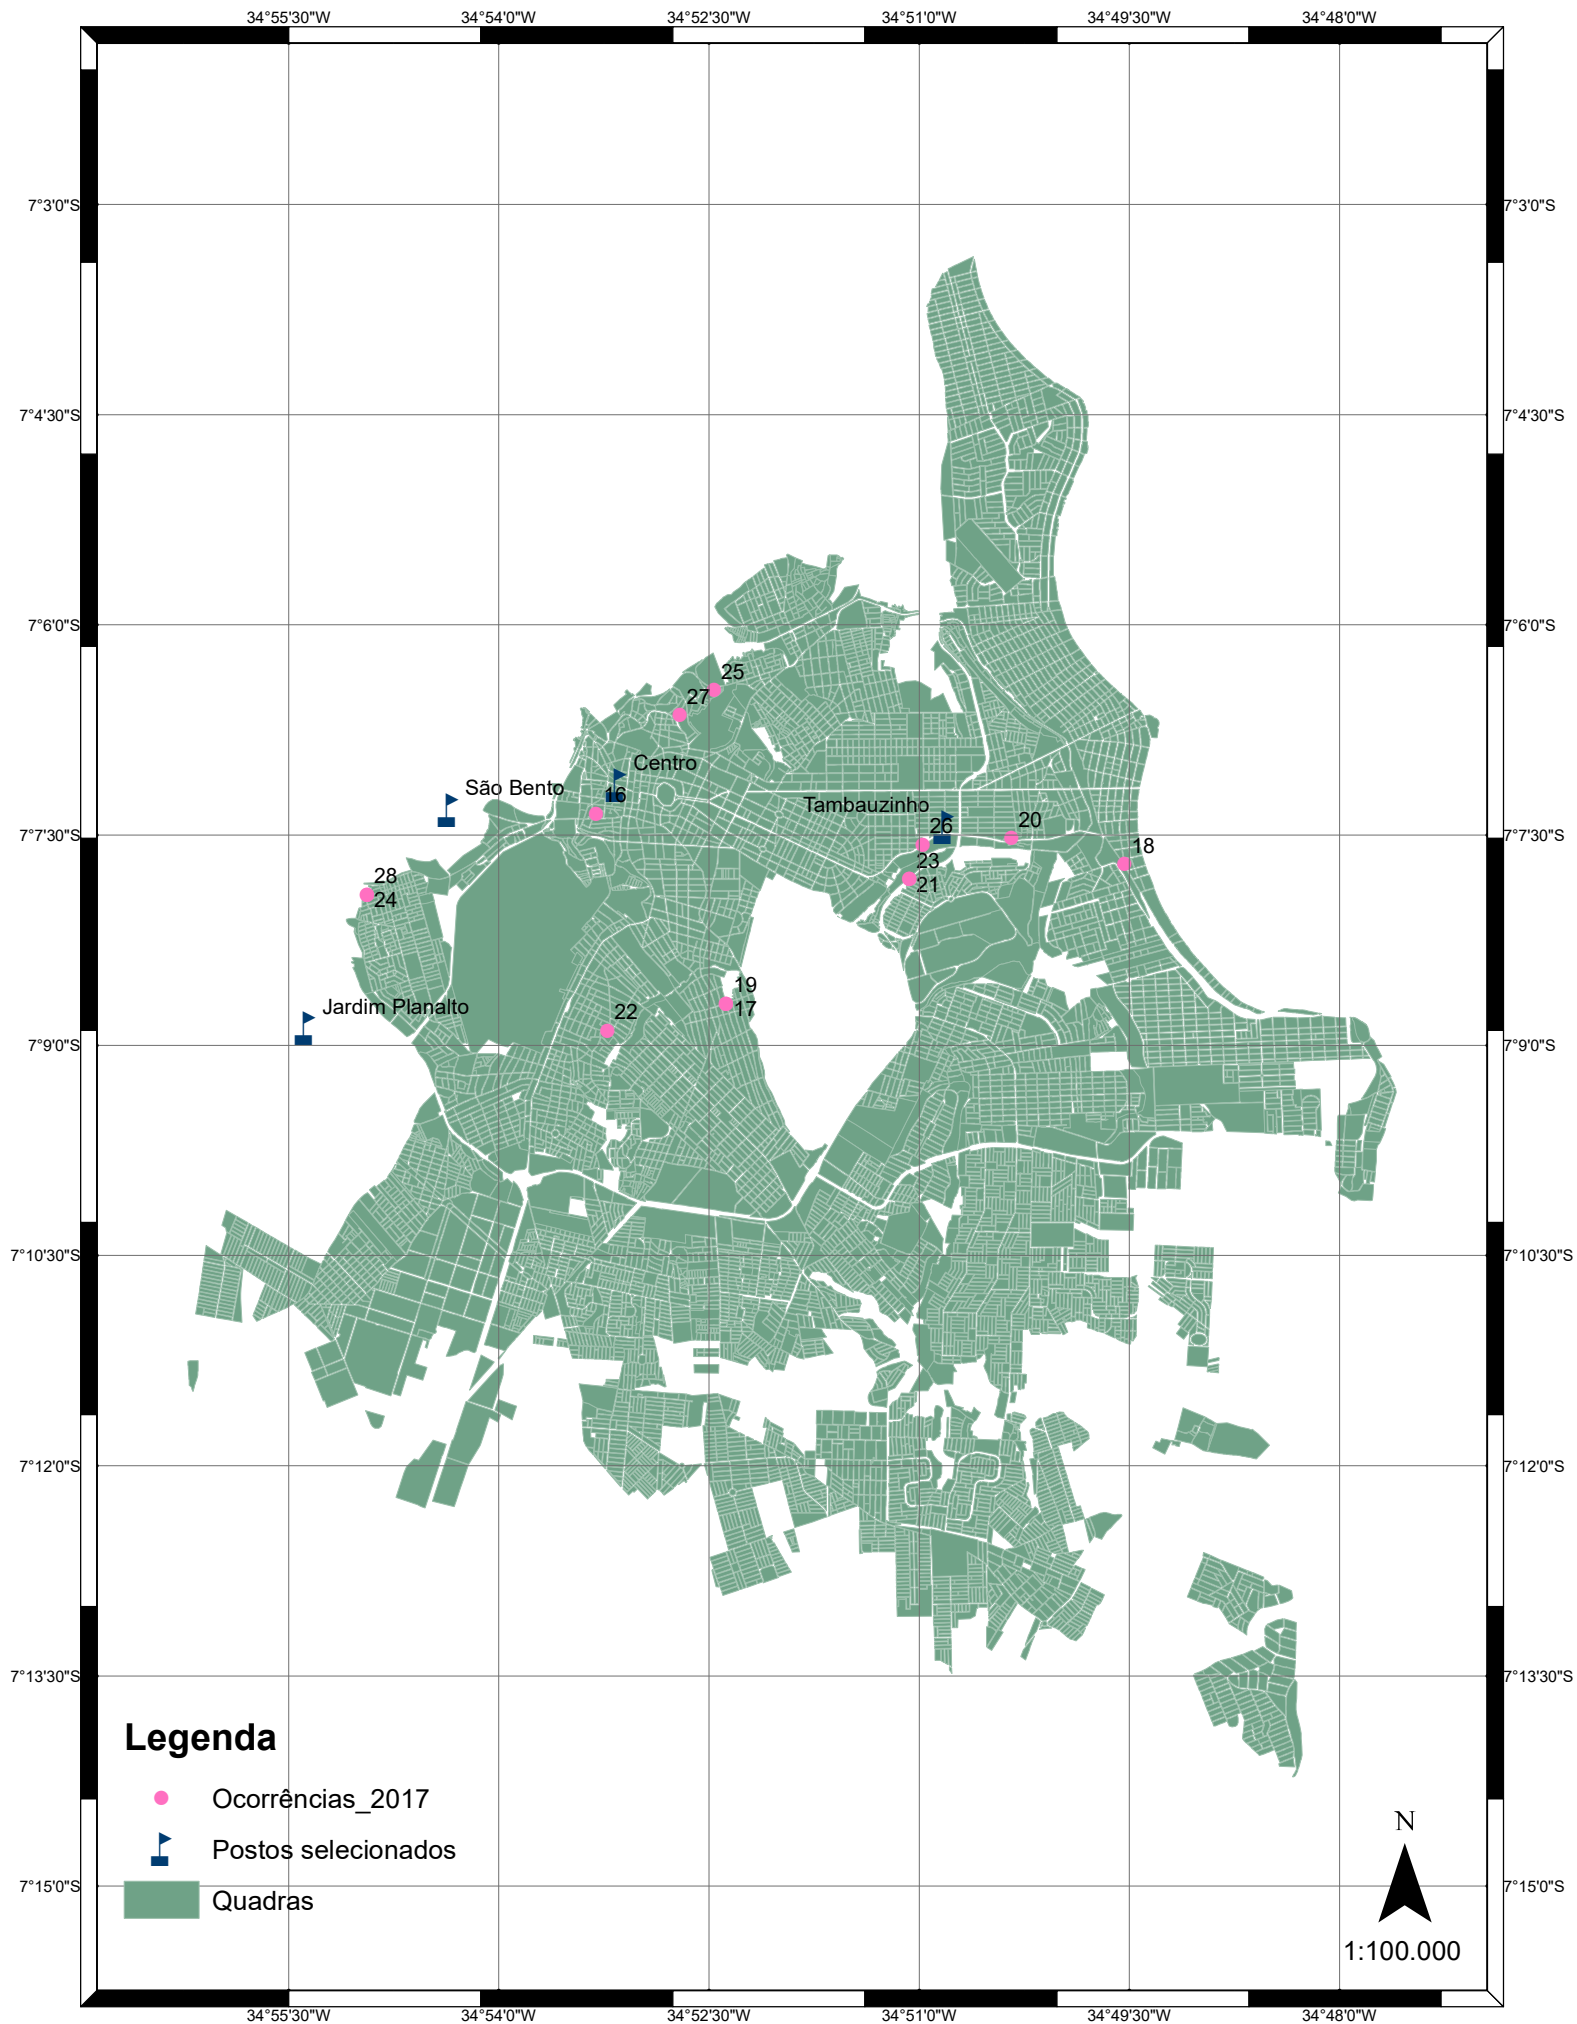 34°55'30"W 34°54'0"W 34°52'30"W 34°51'0"W 34°49'30"W 34°48'0"W
7°3'0"S 7°3'0"S
7°4'30"S 7°4'30"S
7°6'0"S 7°6'0"S
25
27
Centro
São Bento
16
Tambauzinho
20
26
7°7'30"S 7°7'30"S
18
23
28
21
24
19
Jardim Planalto
17
22
7°9'0"S 7°9'0"S
7°10'30"S 7°10'30"S
7°12'0"S 7°12'0"S
7°13'30"S 7°13'30"S
Legenda
Ocorrências_2017
Postos selecionados
Quadras
N
7°15'0"S 7°15'0"S
1:100.000
34°55'30"W 34°54'0"W 34°52'30"W 34°51'0"W 34°49'30"W 34°48'0"W